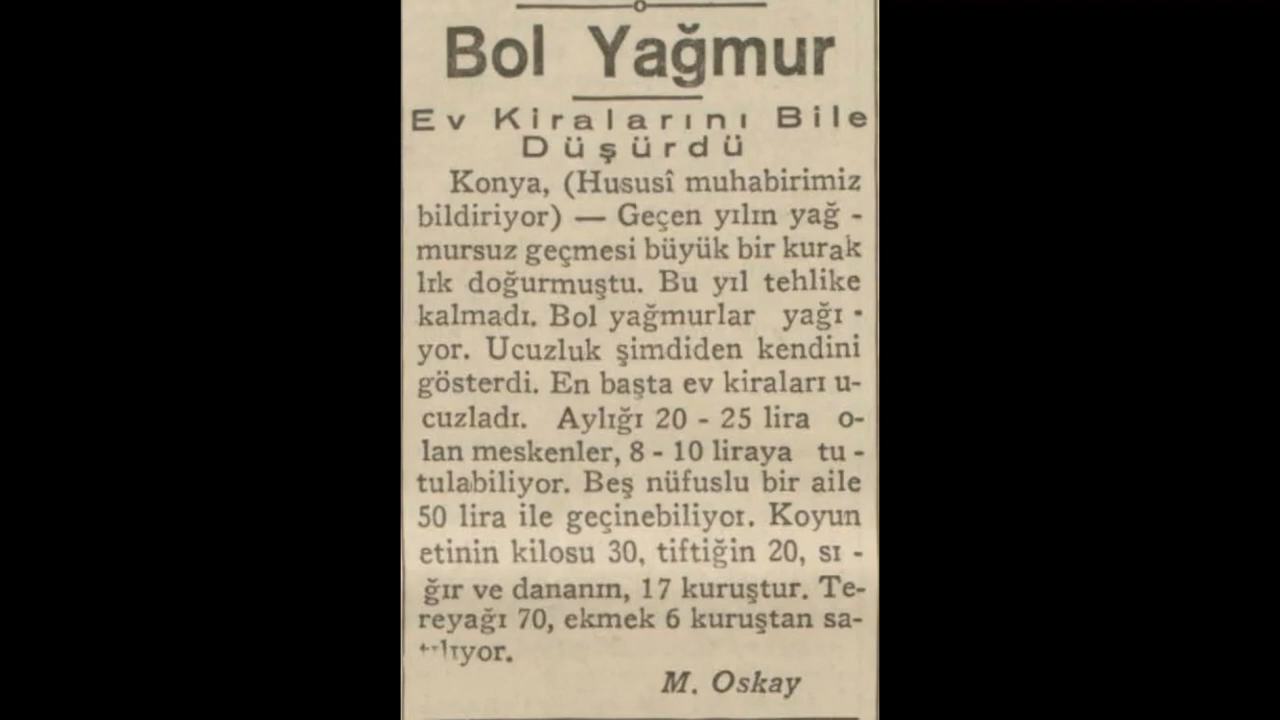 Bol Yağmur
Ev Kiralarını Bile
Düşürdü
Konya, (Hususî muhabirimiz
bildiriyor) — Geçen yılın yağ -
mursuz geçmesi büyük bir kurak
lık doğurmuştu. Bu yıl tehlike
kalmadı. Bol yağmurlar yağı -
yor. Ucuzluk şimdiden kendini
gösterdi. En başta ev kiraları u-
cuzladı. Aylığı 20 - 25 lira o-
lan meskenler, 8 - 10 liraya tu -
tulabiliyor. Beş nüfuslu bir aile
50 lira ile geçinebiliyor. Koyun
etinin kilosu 30, tiftiğin 20, sı -
ğır ve dananın, 17 kuruştur. Te-
reyağı 70, ekmek 6 kuruştan sa-
tılıyor.
M. Oskay